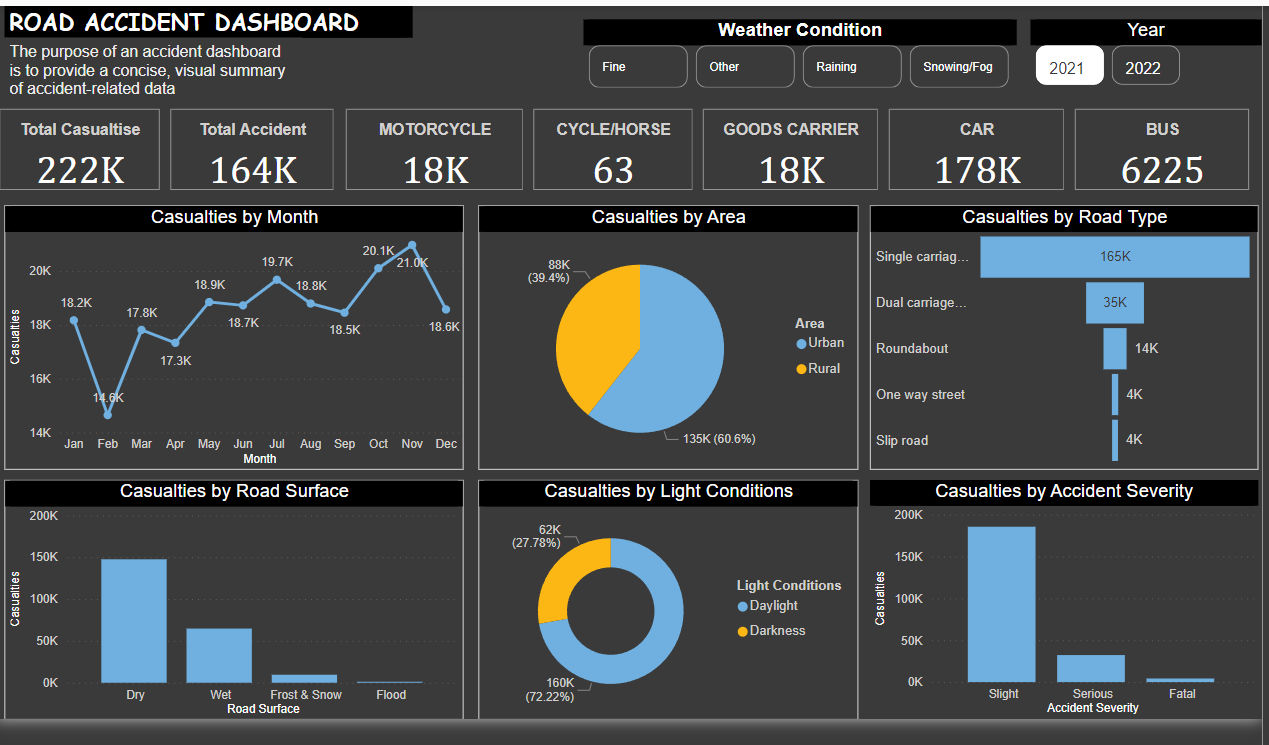 ROAD ACCIDENT DASHBOARD
The purpose of an accident dashboard
is to provide a concise, visual summary
of accident-related data
Weather Condition
Fine
Other
Raining
Snowing/Fog
Year
2021
2022
Total Casualtise
222K
Total Accident
164K
MOTORCYCLE
18K
CYCLE/HORSE
63
GOODS CARRIER
18K
CAR
178K
BUS
6225
Casualties by Month
Casualties
20K
18K
16K
14K
18.2K
14.6K
17.8K
17.3K
18.9K
18.7K
19.7K
18.8K
18.5K
20.1K
21.0K
18.6K
Jan Feb Mar Apr May Jun Jul Aug Sep Oct Nov Dec
Month
Casualties by Area
88K
(39.4%)
135K (60.6%)
Area
Urban
Rural
Casualties by Road Type
Single carriag... 165K
Dual carriage... 35K
Roundabout 14K
One way street 4K
Slip road 4K
Casualties by Road Surface
Casualties
200K
150K
100K
50K
0K
Dry Wet Frost & Snow Flood
Road Surface
Casualties by Light Conditions
62K
(27.78%)
160K
(72.22%)
Light Conditions
Daylight
Darkness
Casualties by Accident Severity
Casualties
200K
150K
100K
50K
0K
Slight Serious Fatal
Accident Severity